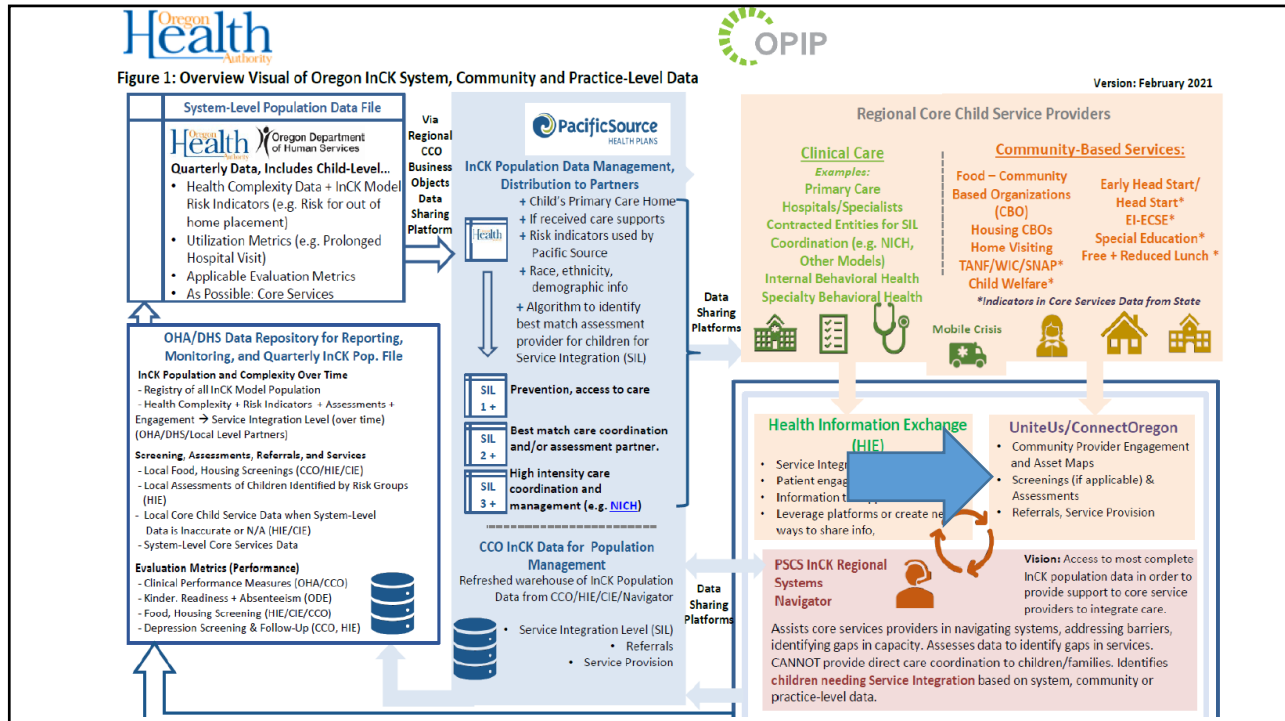 Oregon
Health
Authority
OPIP
Figure 1: Overview Visual of Oregon InCK System, Community and Practice-Level Data
Version: February 2021
System-Level Population Data File
Oregon
Health
Authority
Oregon Department
of Human Services
Quarterly Data, Includes Child-Level...
• Health Complexity Data + InCK Model
Risk Indicators (e.g. Risk for out of
home placement)
• Utilization Metrics (e.g. Prolonged
Hospital Visit)
• Applicable Evaluation Metrics
• As Possible: Core Services
Via
Regional
CCO
Business
Objects
Data
Sharing
Platform
OHA/DHS Data Repository for Reporting,
Monitoring, and Quarterly InCK Pop. File
InCK Population and Complexity Over Time
- Registry of all InCK Model Population
- Health Complexity + Risk Indicators + Assessments +
Engagement → Service Integration Level (over time)
(OHA/DHS/Local Level Partners)
Screening, Assessments, Referrals, and Services
- Local Food, Housing Screenings (CCO/HIE/CIE)
- Local Assessments of Children Identified by Risk Groups
(HIE)
- Local Core Child Service Data when System-Level
Data is Inaccurate or N/A (HIE/CIE)
- System-Level Core Services Data
Evaluation Metrics (Performance)
- Clinical Performance Measures (OHA/CCO)
- Kinder. Readiness + Absenteeism (ODE)
- Food, Housing Screening (HIE/CIE/CCO)
- Depression Screening & Follow-Up (CCO, HIE)
PacificSource
HEALTH PLANS
InCK Population Data Management,
Distribution to Partners
+ Child's Primary Care Home
+ If received care supports
+ Risk indicators used by
Pacific Source
+ Race, ethnicity,
demographic info
+ Algorithm to identify
best match assessment
provider for children for
Service Integration (SIL)
Health
SIL
1 +
Prevention, access to care
SIL
2 +
Best match care coordination
and/or assessment partner.
SIL
3 +
High intensity care
coordination and
management (e.g. NICH)
CCO InCK Data for Population
Management
Refreshed warehouse of InCK Population
Data from CCO/HIE/CIE/Navigator
• Service Integration Level (SIL)
• Referrals
• Service Provision
Data
Sharing
Platforms
Data
Sharing
Platforms
Regional Core Child Service Providers
Clinical Care
Examples:
Primary Care
Hospitals/Specialists
Contracted Entities for SIL
Coordination (e.g. NICH,
Other Models)
Internal Behavioral Health
Specialty Behavioral Health
Community-Based Services:
Food – Community
Based Organizations
(CBO)
Housing CBOs
Home Visiting
TANF/WIC/SNAP*
Child Welfare*
Early Head Start/
Head Start*
EI-ECSE*
Special Education*
Free + Reduced Lunch *
*Indicators in Core Services Data from State
Mobile Crisis
Health Information Exchange
(HIE)
• Service
• Patient
• Information
• Leverage platforms or create
ways to share info,
UniteUs/ConnectOregon
• Community Provider Engagement
and Asset Maps
• Screenings (if applicable) &
Assessments
• Referrals, Service Provision
PSCS InCK Regional
Systems
Navigator
Vision: Access to most complete
InCK population data in order to
provide support to core service
providers to integrate care.
Assists core services providers in navigating systems, addressing barriers,
identifying gaps in capacity. Assesses data to identify gaps in services.
CANNOT provide direct care coordination to children/families. Identifies
children needing Service Integration based on system, community or
practice-level data.